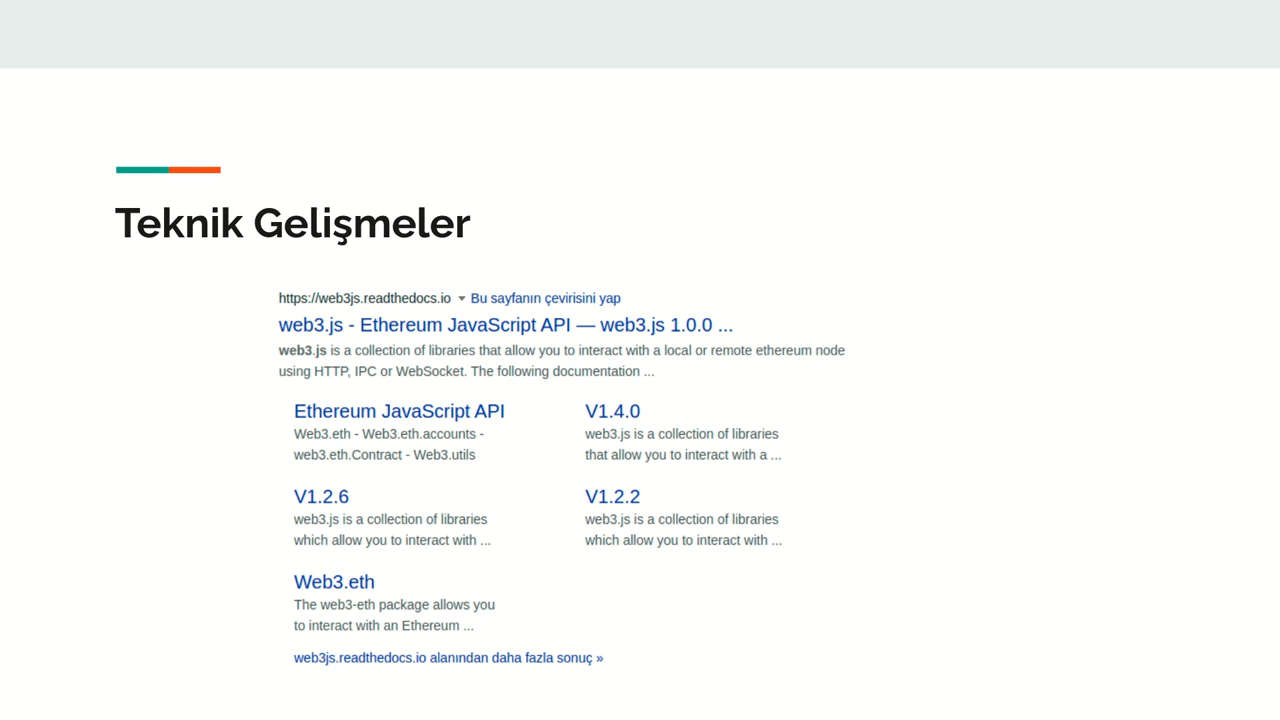 Teknik Gelişmeler
https://web3js.readthedocs.io Bu sayfanın çevirisini yap
web3.js - Ethereum JavaScript API — web3.js 1.0.0 ...
web3.js is a collection of libraries that allow you to interact with a local or remote ethereum node
using HTTP, IPC or WebSocket. The following documentation ...
Ethereum JavaScript API
Web3.eth - Web3.eth.accounts -
web3.eth.Contract - Web3.utils
V1.4.0
web3.js is a collection of libraries
that allow you to interact with a ...
V1.2.6
web3.js is a collection of libraries
which allow you to interact with ...
V1.2.2
web3.js is a collection of libraries
which allow you to interact with ...
Web3.eth
The web3-eth package allows you
to interact with an Ethereum ...
web3js.readthedocs.io alanından daha fazla sonuç »